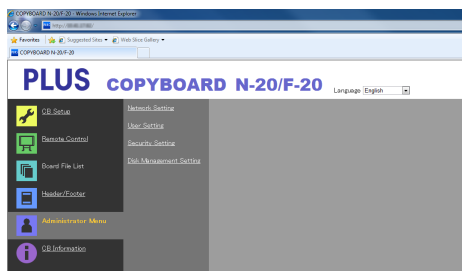 COPYBOARD N-20/F-20 - Windows Internet Explorer
http://
Favorites Suggested Sites Web Slice Gallery
COPYBOARD N-20/F-20
PLUS COPYBOARD N-20/F-20 Language English
CB Setup
Remote Control
Board File List
Header/Footer
Administrator Menu
CB Information
Network Setting
User Setting
Security Setting
Disk Management Setting